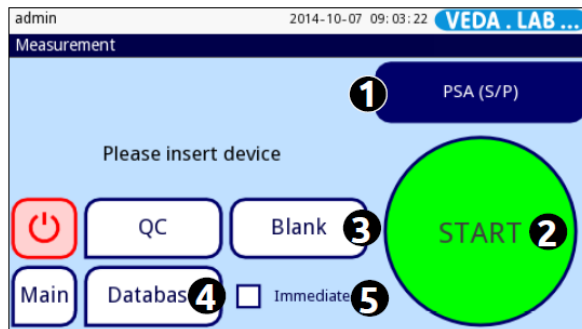 admin 2014-10-07 09:03:22 VEDA.LAB ...
Measurement
1 PSA (S/P)
Please insert device
QC Blank 3 START 2
Main Databas 4 Immediate 5